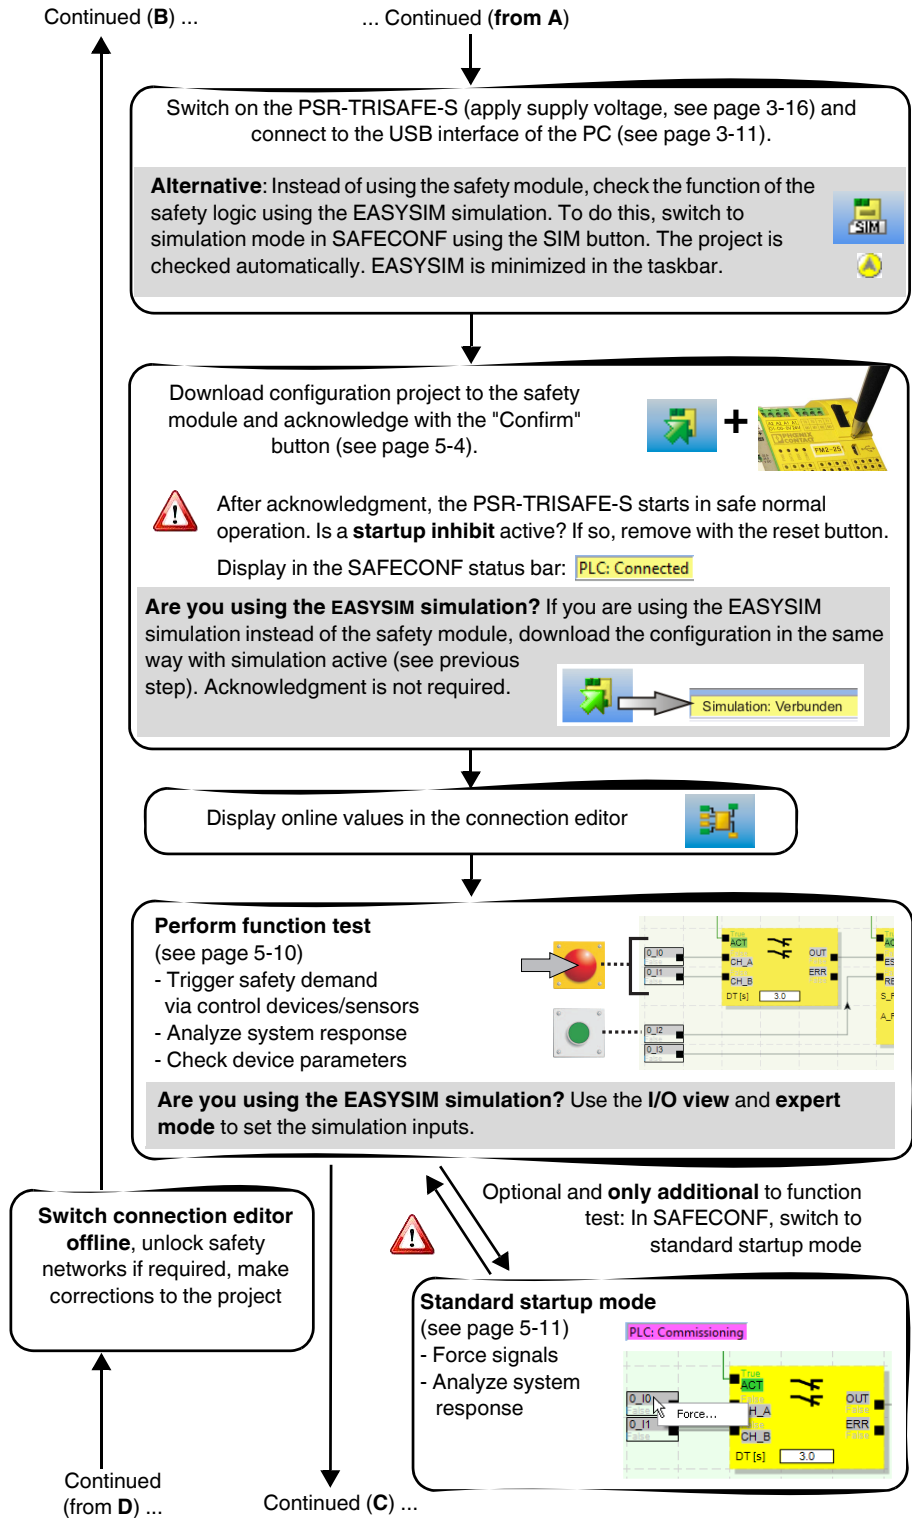 Continued (B) ...
... Continued (from A)
Switch on the PSR-TRISAFE-S (apply supply voltage, see page 3-16) and
connect to the USB interface of the PC (see page 3-11).
Alternative: Instead of using the safety module, check the function of the
safety logic using the EASYSIM simulation. To do this, switch to
simulation mode in SAFECONF using the SIM button. The project is
checked automatically. EASYSIM is minimized in the taskbar.
SIM
Download configuration project to the safety
module and acknowledge with the "Confirm"
button (see page 5-4).
+
PHOENIX
CONTACT
After acknowledgment, the PSR-TRISAFE-S starts in safe normal
operation. Is a startup inhibit active? If so, remove with the reset button.
Display in the SAFECONF status bar: PLC: Connected
Are you using the EASYSIM simulation? If you are using the EASYSIM
simulation instead of the safety module, download the configuration in the same
way with simulation active (see previous
step). Acknowledgment is not required.
Simulation: Verbunden
Display online values in the connection editor
Perform function test
(see page 5-10)
- Trigger safety demand
via control devices/sensors
- Analyze system response
- Check device parameters
True
ACT
0_I0
False
CH_A
OUT
0_I1
CH_B
ERR
DT [s] 3.0
0_I2
0_I3
Are you using the EASYSIM simulation? Use the I/O view and expert
mode to set the simulation inputs.
Switch connection editor
offline, unlock safety
networks if required, make
corrections to the project
Optional and only additional to function
test: In SAFECONF, switch to
standard startup mode
Standard startup mode
(see page 5-11)
- Force signals
- Analyze system
response
PLC: Commissioning
True
ACT
0_I0
False
Force...
CH_A
OUT
False
0_I1
False
CH_B
ERR
False
DT [s] 3.0
Continued
(from D) ...
Continued (C) ...